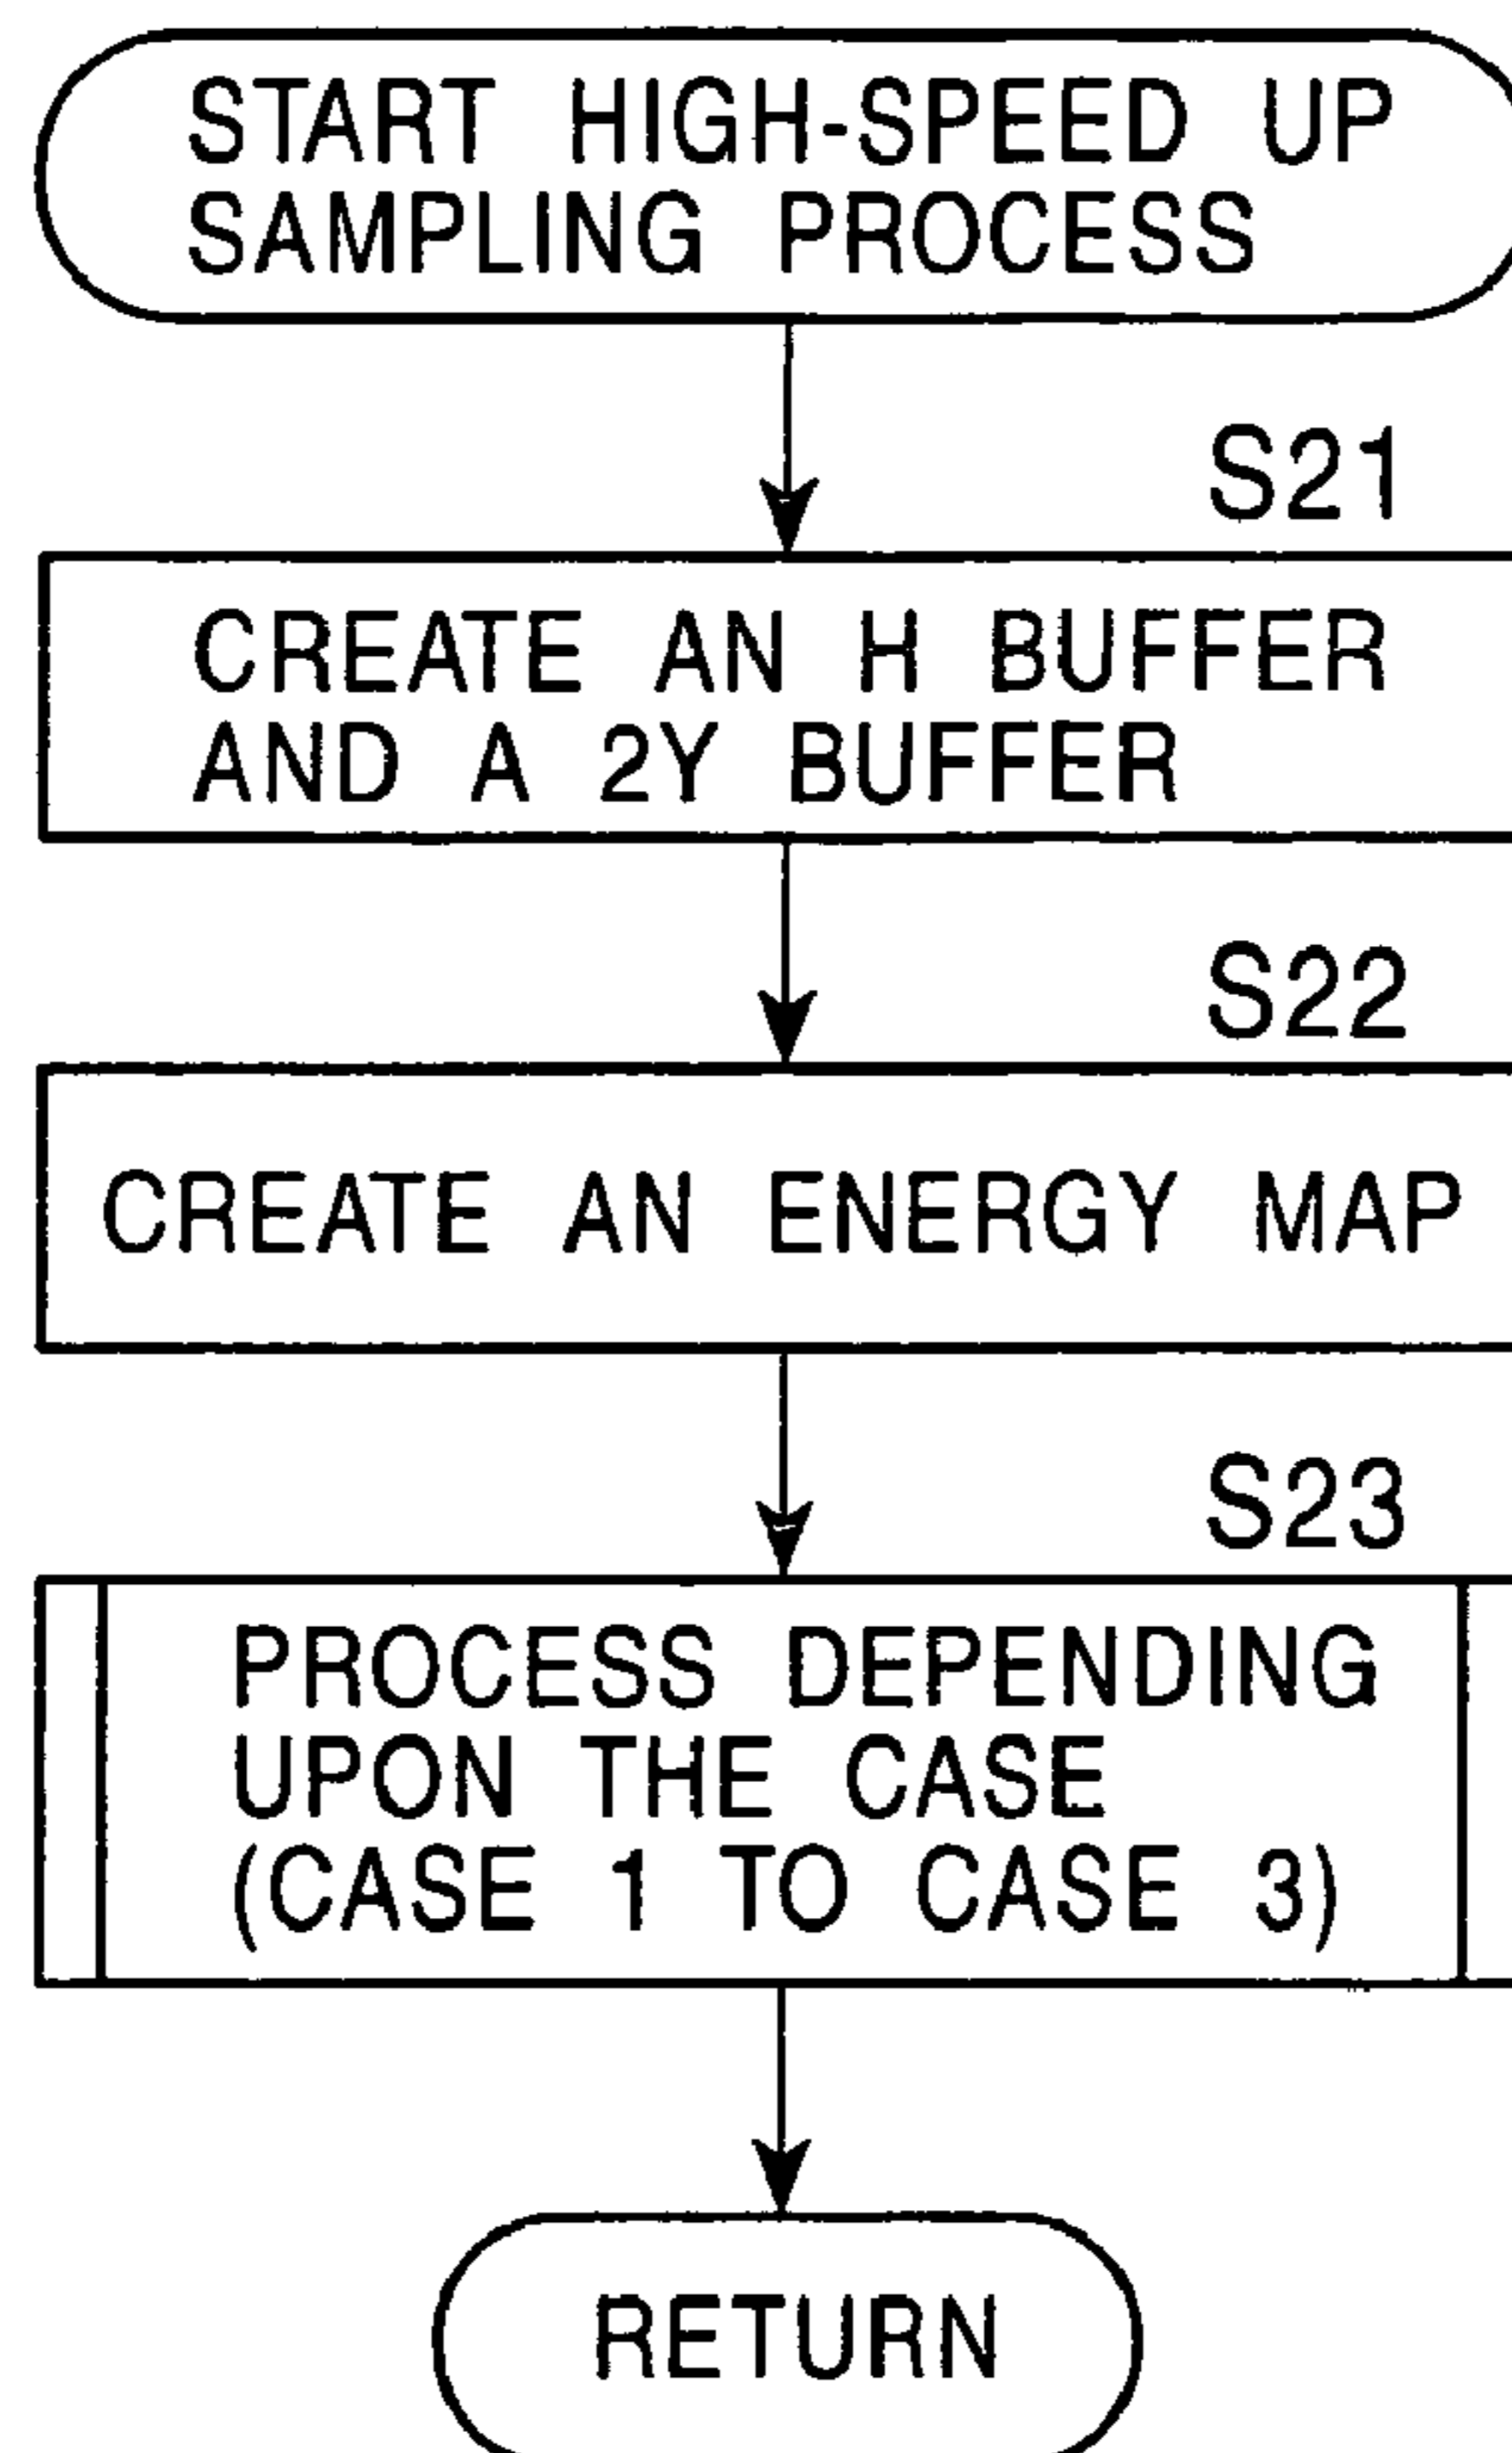 START HIGH-SPEED UP
SAMPLING PROCESS
S21
CREATE AN H BUFFER
AND A 2Y BUFFER
S22
CREATE AN ENERGY MAP
S23
PROCESS DEPENDING
UPON THE CASE
(CASE 1 TO CASE 3)
RETURN